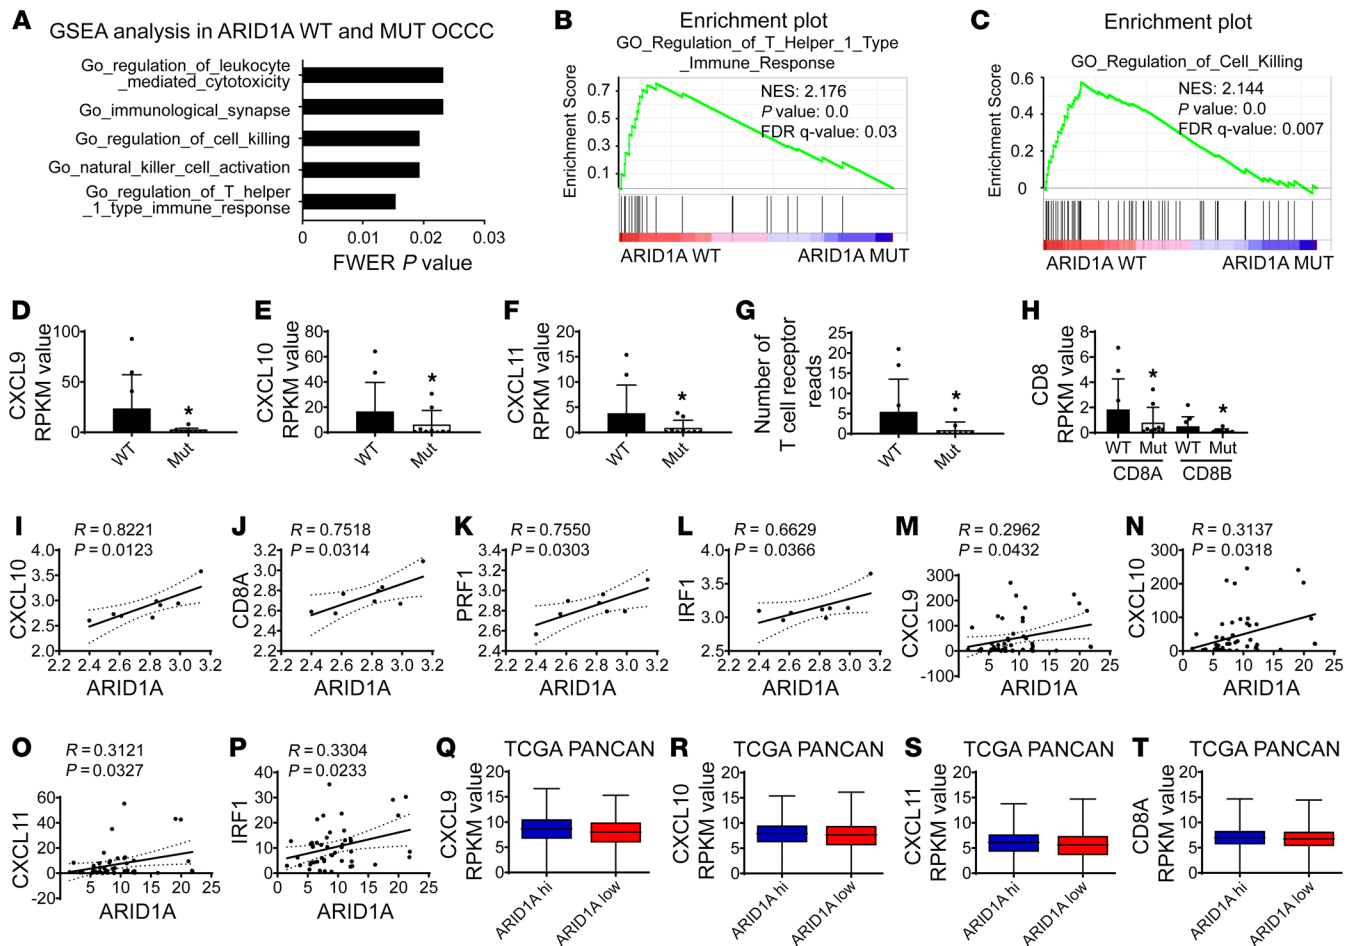 A
GSEA analysis in ARID1A WT and MUT OCCC
Go_regulation_of_leukocyte
_mediated_cytotoxicity
Go_immunological_synapse
Go_regulation_of_cell_killing
Go_natural_killer_cell_activation
Go_regulation_of_T_helper
_1_type_immune_response
0
0.01
0.02
0.03
FWER P value
B
Enrichment plot
GO_Regulation_of_T_Helper_1_Type
_Immune_Response
Enrichment Score
0.7
0.5
0.3
0.1
NES: 2.176
P value: 0.0
FDR q-value: 0.03
ARID1A WT
ARID1A MUT
C
Enrichment plot
GO_Regulation_of_Cell_Killing
Enrichment Score
0.6
0.4
0.2
0
NES: 2.144
P value: 0.0
FDR q-value: 0.007
ARID1A WT
ARID1A MUT
D
CXCL9
RPKM value
100
50
0
*
WT
Mut
E
CXCL10
RPKM value
80
60
40
20
0
*
WT
Mut
F
CXCL11
RPKM value
20
15
10
5
0
*
WT
Mut
G
Number of
T cell receptor
reads
25
20
15
10
5
0
*
WT
Mut
H
CD8
RPKM value
8
6
4
2
0
*
*
WT Mut WT Mut
CD8A CD8B
I
R = 0.8221
P = 0.0123
CXCL10
4.0
3.5
3.0
2.5
2.0
2.2 2.4 2.6 2.8 3.0 3.2
ARID1A
J
R = 0.7518
P = 0.0314
CD8A
3.2
3.0
2.8
2.6
2.4
2.2
2.2 2.4 2.6 2.8 3.0 3.2
ARID1A
K
R = 0.7550
P = 0.0303
PRF1
3.4
3.2
3.0
2.8
2.6
2.4
2.2 2.4 2.6 2.8 3.0 3.2
ARID1A
L
R = 0.6629
P = 0.0366
IRF1
4.0
3.5
3.0
2.5
2.2 2.4 2.6 2.8 3.0 3.2
ARID1A
M
R = 0.2962
P = 0.0432
CXCL9
300
200
100
0
-100
5 10 15 20 25
ARID1A
N
R = 0.3137
P = 0.0318
CXCL10
300
200
100
0
0 5 10 15 20 25
ARID1A
O
R = 0.3121
P = 0.0327
CXCL11
60
40
20
0
-20
5 10 15 20 25
ARID1A
P
R = 0.3304
P = 0.0233
IRF1
40
30
20
10
0
0 5 10 15 20 25
ARID1A
Q
TCGA PANCAN
CXCL9
RPKM value
20
15
10
5
0
ARID1A hi
ARID1A low
R
TCGA PANCAN
CXCL10
RPKM value
20
15
10
5
0
ARID1A hi
ARID1A low
S
TCGA PANCAN
CXCL11
RPKM value
20
15
10
5
0
ARID1A hi
ARID1A low
T
TCGA PANCAN
CD8A
RPKM value
20
15
10
5
0
ARID1A hi
ARID1A low